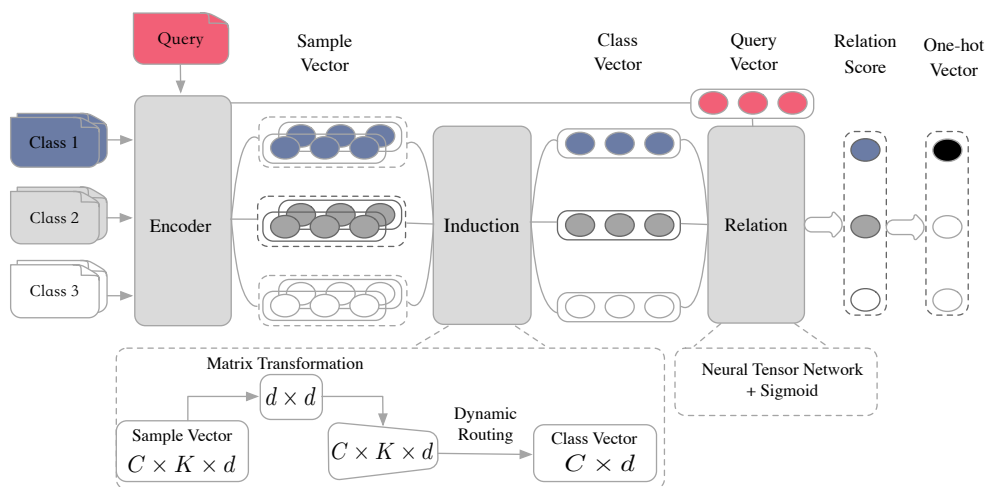 Query
Sample
Vector
Class
Vector
Query
Vector
Relation
Score
One-hot
Vector
Class 1
Class 2
Class 3
Encoder
Induction
Relation
Matrix Transformation
d × d
Sample Vector
C × K × d
C × K × d
Dynamic
Routing
Class Vector
C × d
Neural Tensor Network
+ Sigmoid